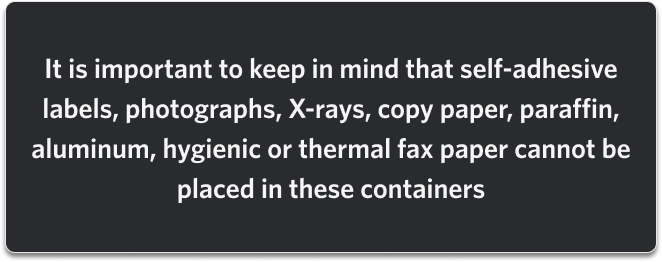 It is important to keep in mind that self-adhesive
labels, photographs, X-rays, copy paper, paraffin,
aluminum, hygienic or thermal fax paper cannot be
placed in these containers